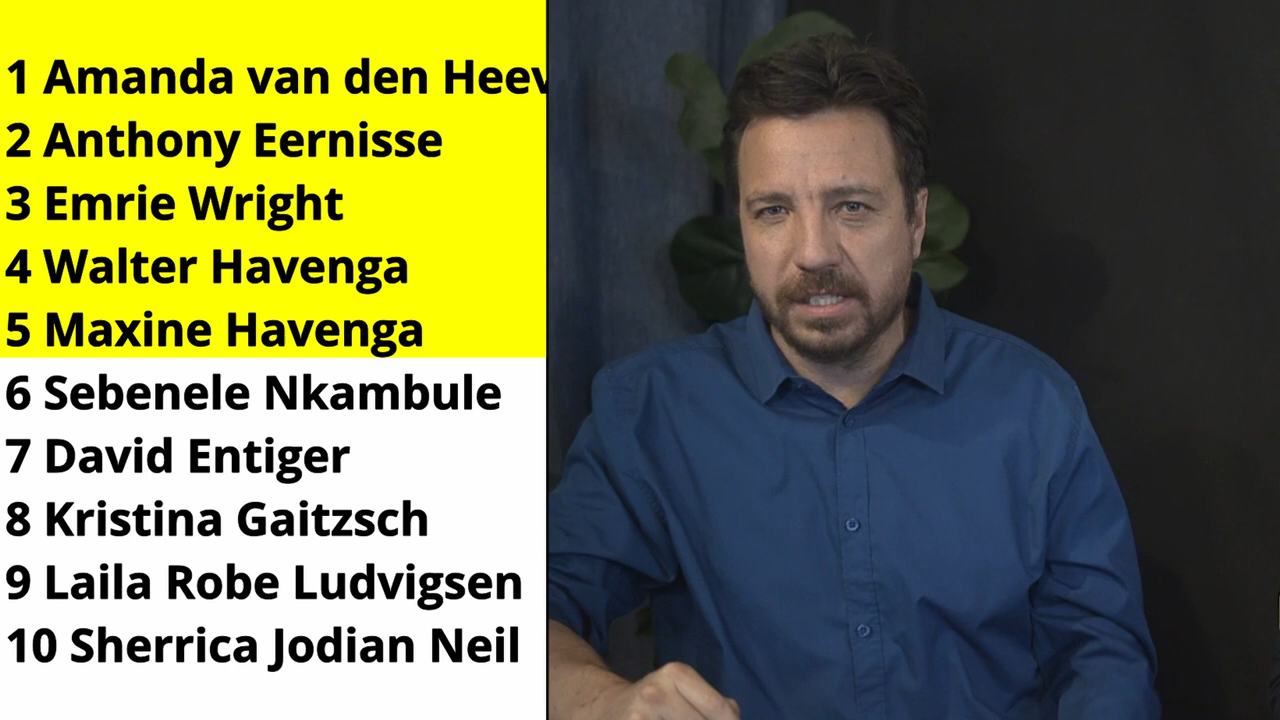 1 Amanda van den Heev
2 Anthony Eernisse
3 Emrie Wright
4 Walter Havenga
5 Maxine Havenga
6 Sebenele Nkambule
7 David Entiger
8 Kristina Gaitzsch
9 Laila Robe Ludvigsen
10 Sherrica Jodian Neil